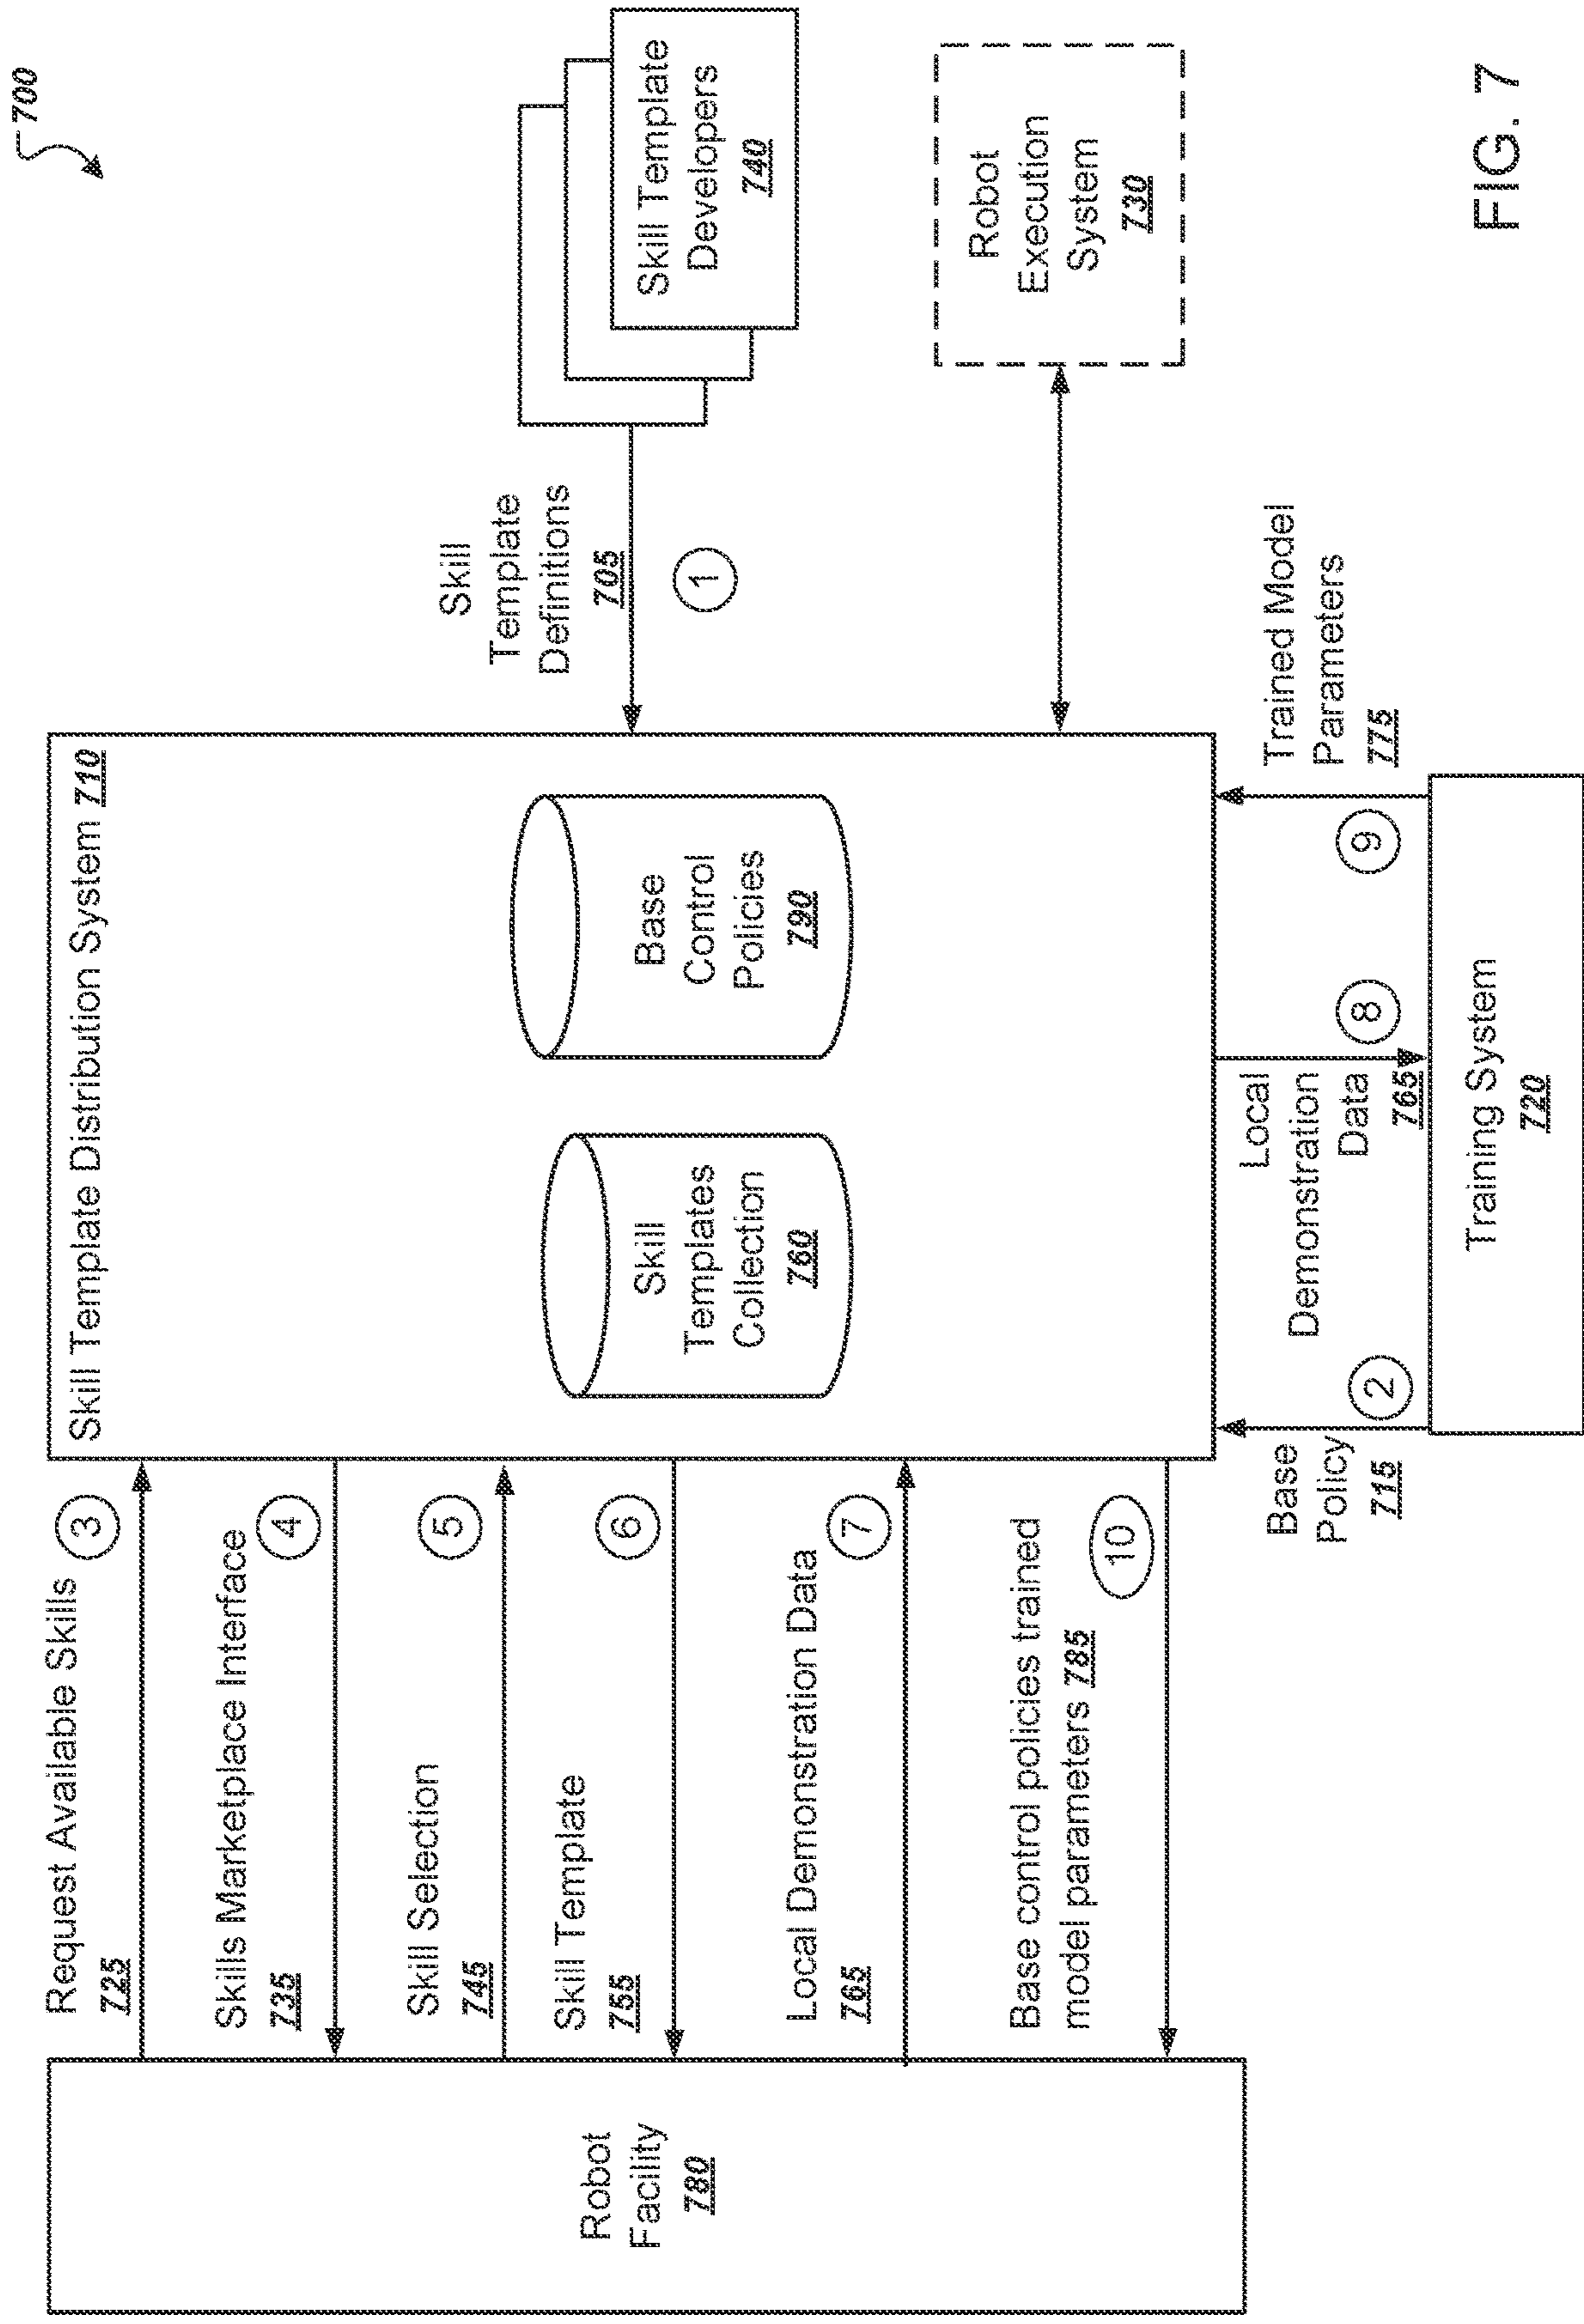 700
Skill Template Distribution System 710
Request Available Skills
725
3
Skills Marketplace Interface
735
4
Skill Selection
745
5
Skill Template
755
6
Local Demonstration Data
765
7
Base control policies trained
model parameters 785
10
Robot
Facility
780
Skill
Templates
Collection
760
Base
Control
Policies
790
Skill
Template
Definitions
705
1
Skill Template
Developers
740
Robot
Execution
System
730
Base
Policy
715
2
Local
Demonstration
Data
765
8
9
Trained Model
Parameters
775
Training System
720
FIG. 7